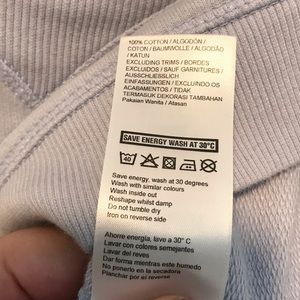 100% COTTON / ALGODÓN /
COTON / BAUMWOLLE / ALGODÃO
/ KATUN
EXCLUDING TRIMS / BORDES
EXCLUIDOS / SAUF GARNITURES /
AUSSCHLIESSLICH
EINFASSUNGEN / EXCLUINDO OS
ACABAMENTOS / TIDAK
TERMASUK DEKORASI TAMBAHAN
Pakaian Wanita / Atasan
SAVE ENERGY WASH AT 30°C
40
Save energy, wash at 30 degrees
Wash with similar colours
Wash inside out
Reshape whilst damp
Do not tumble dry
Iron on reverse side
Ahorre energía, lave a 30° C
Lavar con colores semejantes
Lavar del reves
Dar forma mientras este humedo
No ponerlo en la secadora
Planchar por el reves